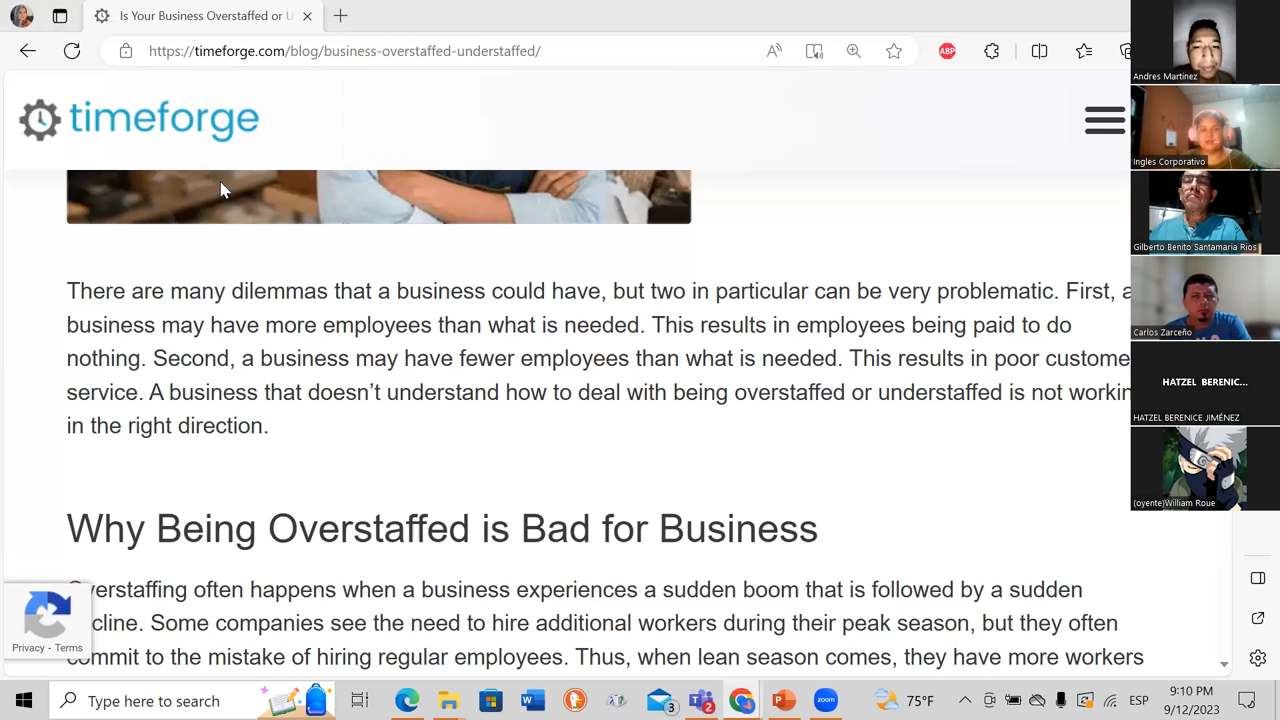 Is Your Business Overstaffed or U
https://timeforge.com/blog/business-overstaffed-understaffed/
ABP
timeforge
There are many dilemmas that a business could have, but two in particular can be very problematic. First, a
business may have more employees than what is needed. This results in employees being paid to do
nothing. Second, a business may have fewer employees than what is needed. This results in poor custome
service. A business that doesn’t understand how to deal with being overstaffed or understaffed is not workin
in the right direction.
Why Being Overstaffed is Bad for Business
Overstaffing often happens when a business experiences a sudden boom that is followed by a sudden
cline. Some companies see the need to hire additional workers during their peak season, but they often
commit to the mistake of hiring regular employees. Thus, when lean season comes, they have more workers
Privacy - Terms
Andres Martinez
Ingles Corporativo
Gilberto Benito Santamaria Rios
Carlos Zarceño
HATZEL BERENIC...
HATZEL BERENICE JIMÉNEZ
(oyente)William Roue
Type here to search
3
2
zoom
75°F
ESP
9:10 PM
9/12/2023